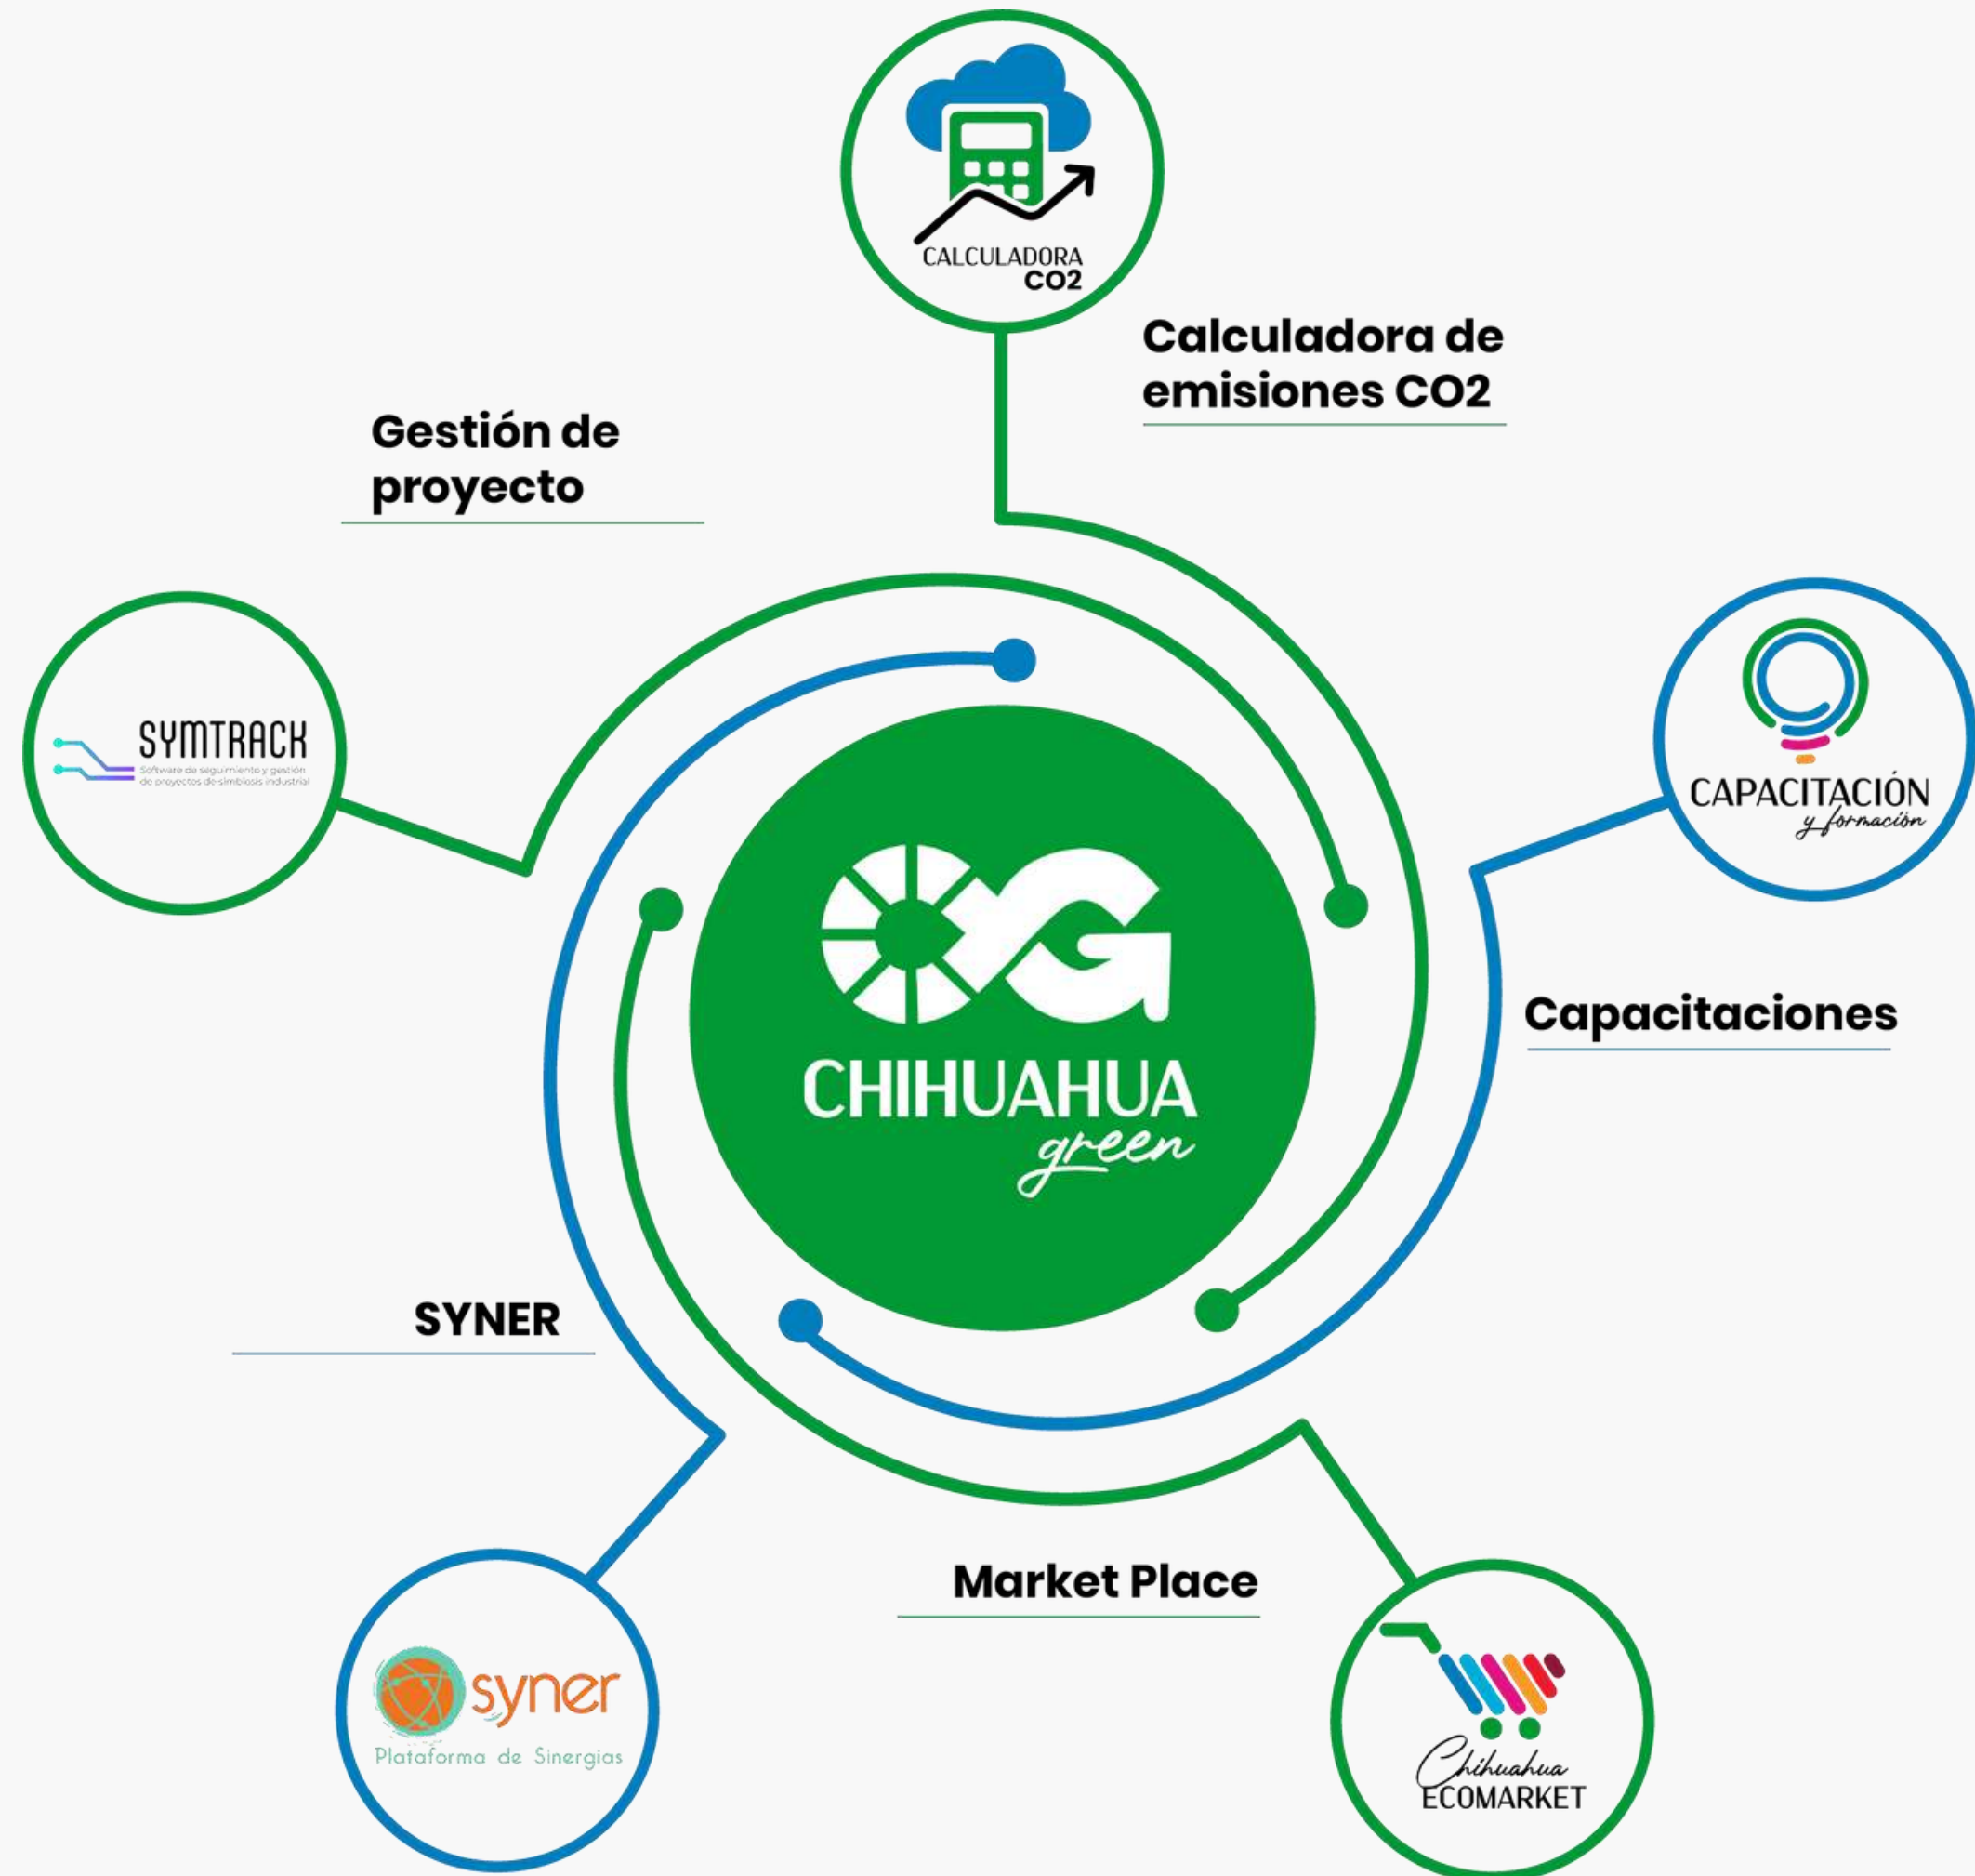 CALCULADORA
CO2
Calculadora de
emisiones CO2
Gestión de
proyecto
SYMTRACK
Software de seguimiento y gestión
de proyectos de simbiosis industrial
CAPACITACIÓN
y formación
Capacitaciones
CG
CHIHUAHUA
green
SYNER
syner
Plataforma de Sinergias
Market Place
Chihuahua
ECOMARKET